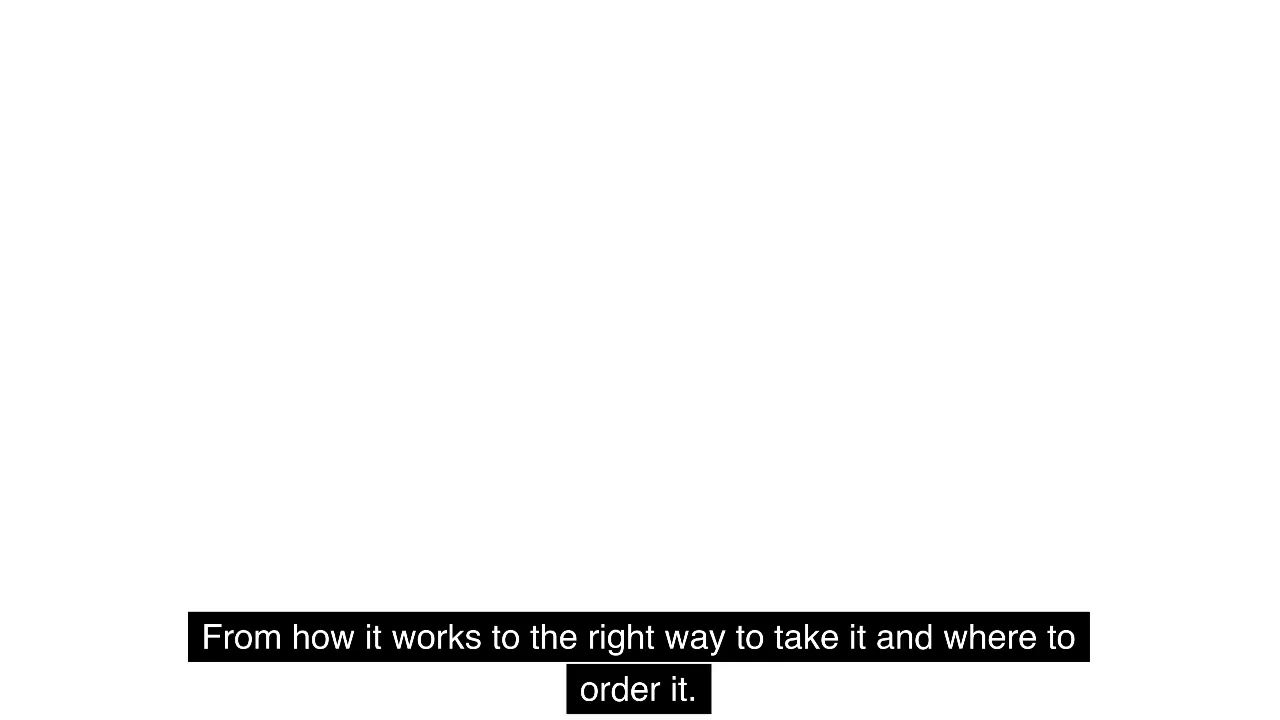 From how it works to the right way to take it and where to
order it.